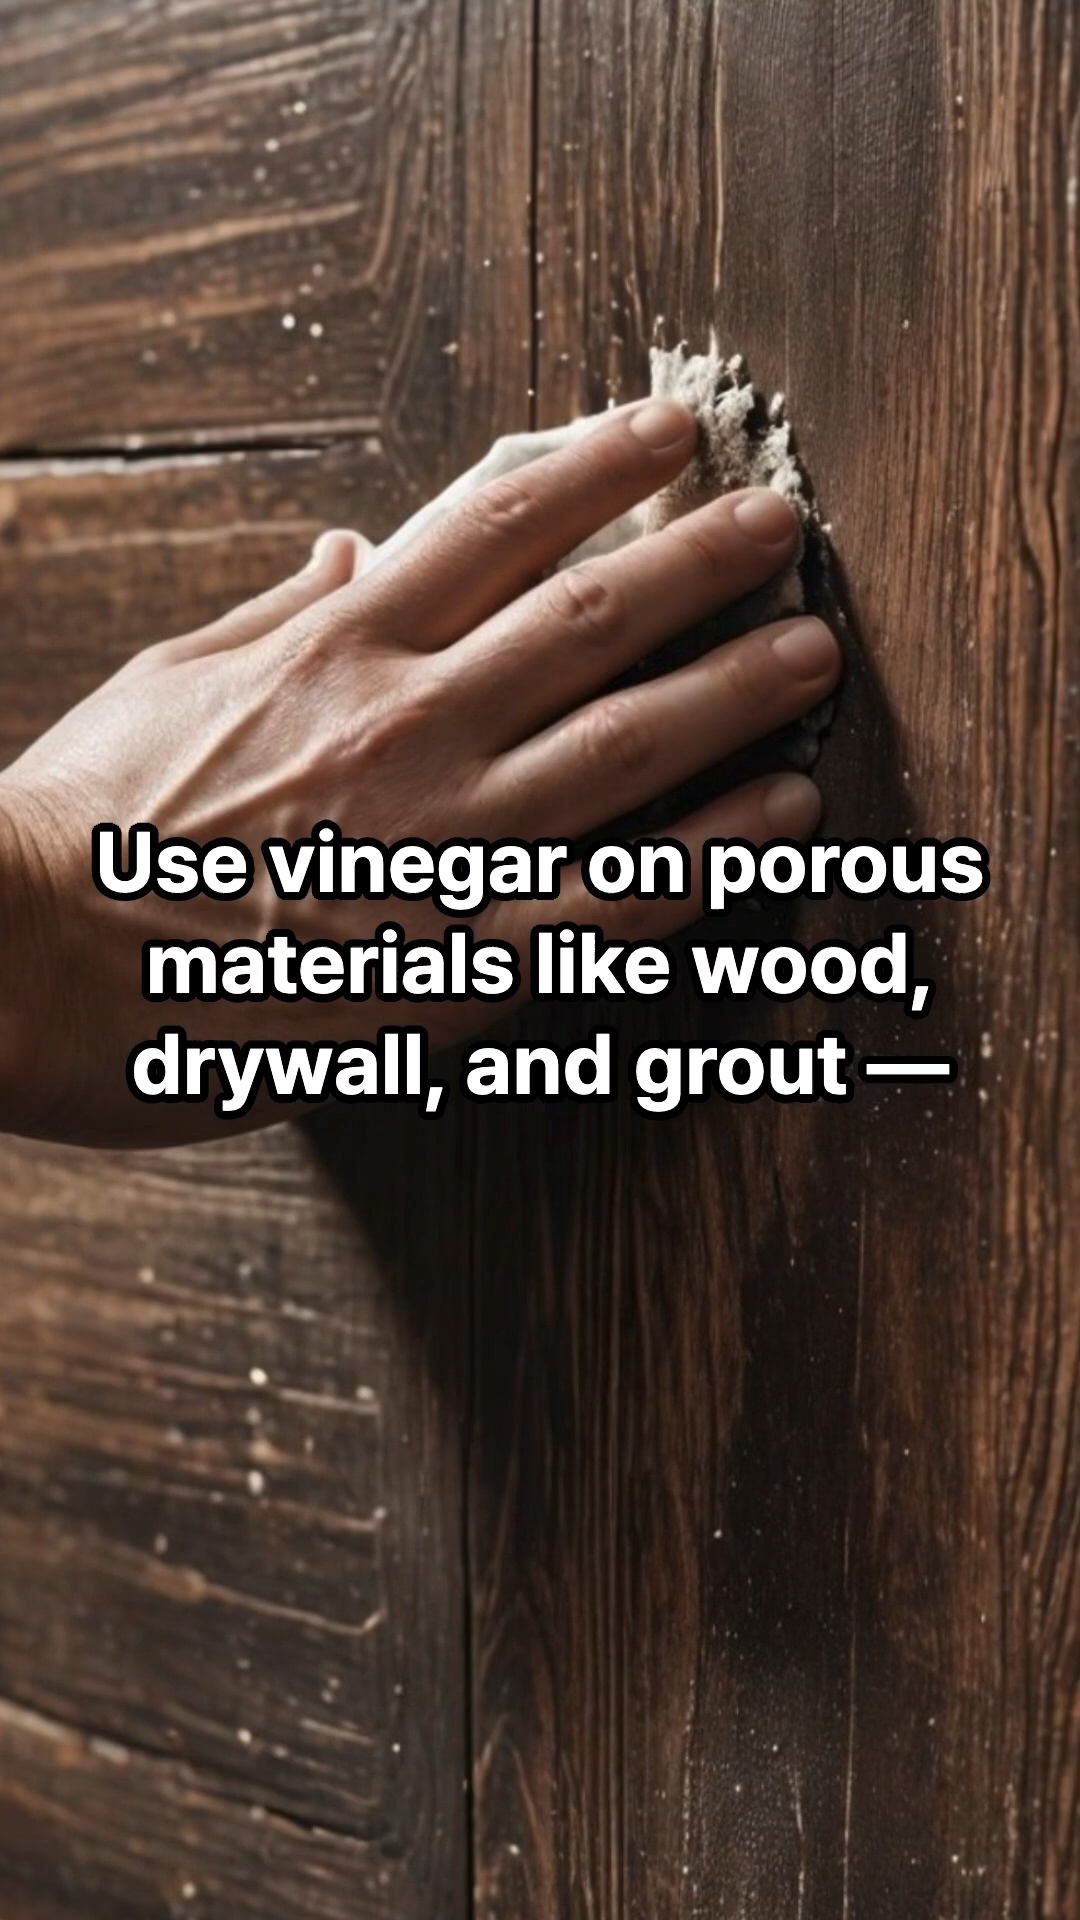 Use vinegar on porous
materials like wood,
drywall, and grout —